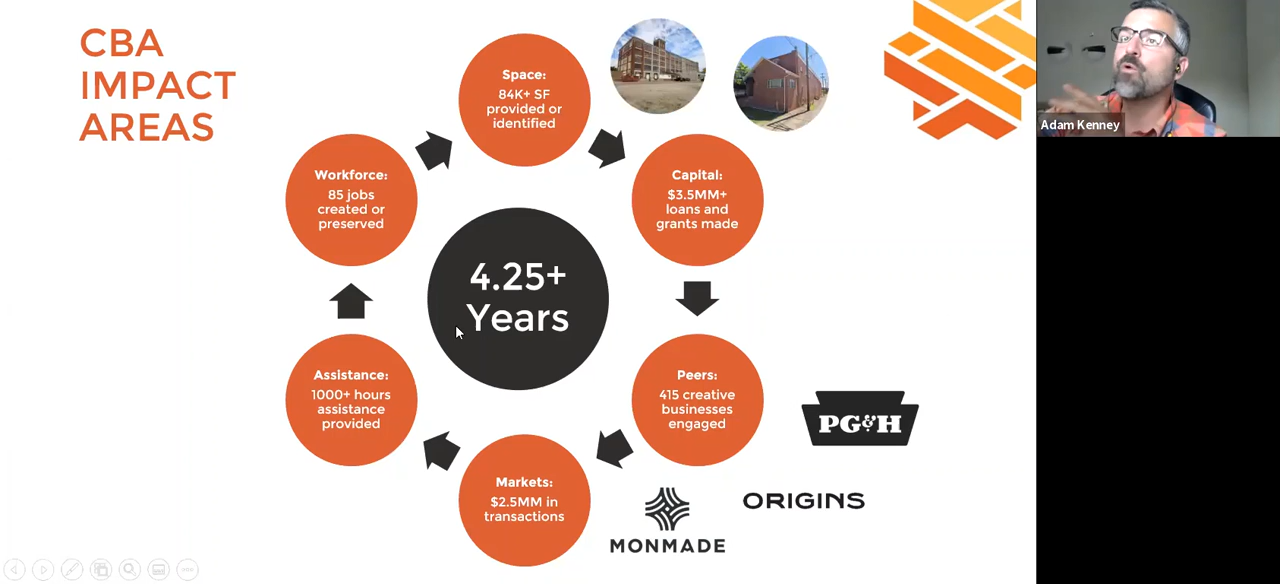 CBA
IMPACT
AREAS
Space:
84K+ SF
provided or
identified
Capital:
$3.5MM+
loans and
grants made
Peers:
415 creative
businesses
engaged
Markets:
$2.5MM in
transactions
Assistance:
1000+ hours
assistance
provided
Workforce:
85 jobs
created or
preserved
4.25+
Years
PG&H
ORIGINS
MONMADE
Adam Kenney